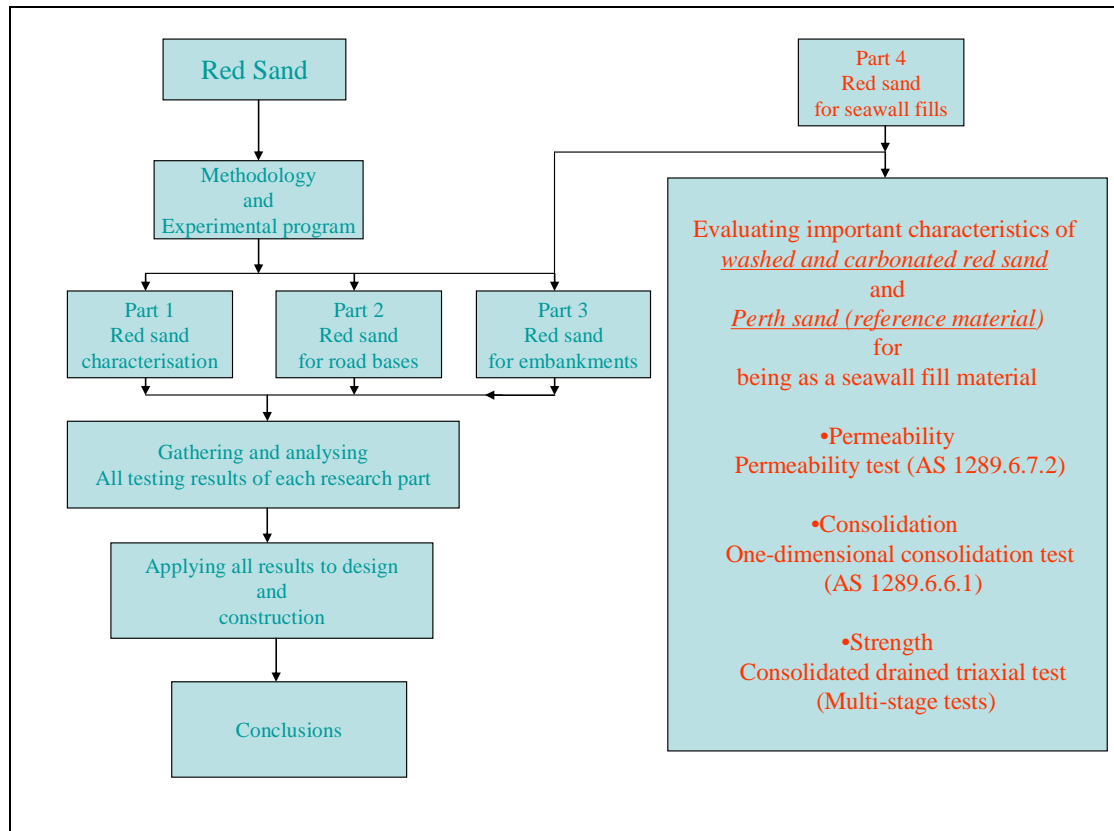 Red Sand
Methodology
and
Experimental program
Part 1
Red sand
characterisation
Part 2
Red sand
for road bases
Part 3
Red sand
for embankments
Gathering and analysing
All testing results of each research part
Applying all results to design
and
construction
Conclusions
Part 4
Red sand
for seawall fills
Evaluating important characteristics of
washed and carbonated red sand
and
Perth sand (reference material)
for
being as a seawall fill material
•Permeability
Permeability test (AS 1289.6.7.2)
•Consolidation
One-dimensional consolidation test
(AS 1289.6.6.1)
•Strength
Consolidated drained triaxial test
(Multi-stage tests)